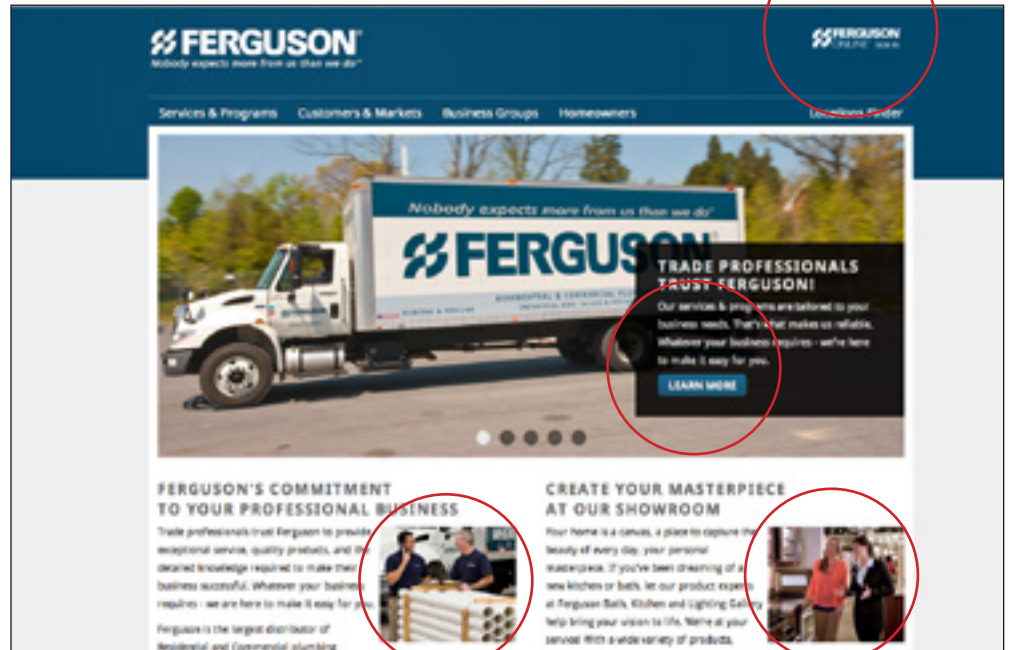 FERGUSON
Nobody expects more from us than we do®
FERGUSON
ONLINE SIGN IN
Services & Programs Customers & Markets Business Groups Homeowners Locations Finder
Nobody expects more from us than we do®
FERGUSON
TRADE PROFESSIONALS
TRUST FERGUSON!
Our services & programs are tailored to your
business needs. That's what makes us reliable.
Whatever your business requires - we're here
to make it easy for you.
LEARN MORE
FERGUSON'S COMMITMENT
TO YOUR PROFESSIONAL BUSINESS
Trade professionals trust Ferguson to provide
exceptional service, quality products, and the
detailed knowledge required to make their
business successful. Whatever your business
requires - we are here to make it easy for you.
Ferguson is the largest distributor of
Residential and Commercial plumbing
CREATE YOUR MASTERPIECE
AT OUR SHOWROOM
Your home is a canvas, a place to capture the
beauty of every day, your personal
masterpiece. If you've been dreaming of a
new kitchen or bath, let our product experts
at Ferguson Bath, Kitchen and Lighting Gallery
help bring your vision to life. We're at your
service! With a wide variety of products,